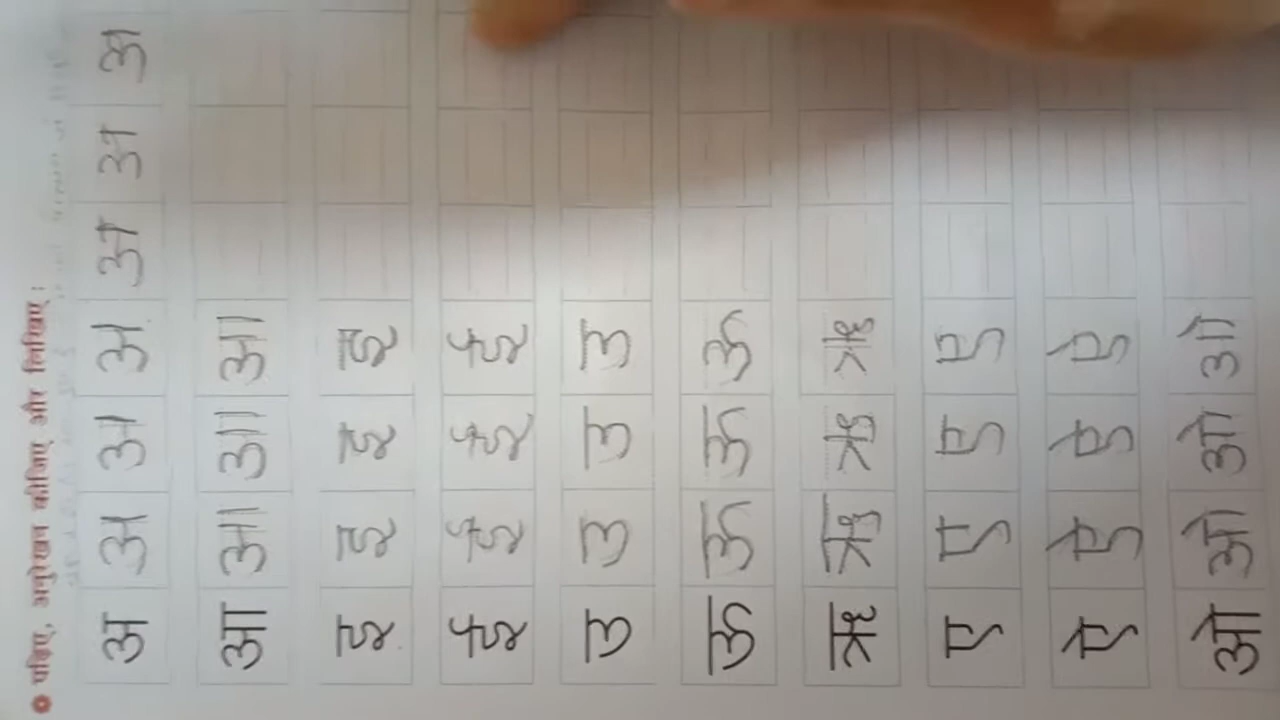 पढ़िए, अनुरेखन कीजिए और लिखिए :
अ अ अ अ अ अ अ
आ आ आ आ
इ इ इ इ
ई ई ई ई
उ उ उ उ
ऊ ऊ ऊ ऊ
ऋ ऋ ऋ ऋ
ए ए ए ए
ऐ ऐ ऐ ऐ
ओ ओ ओ ओ